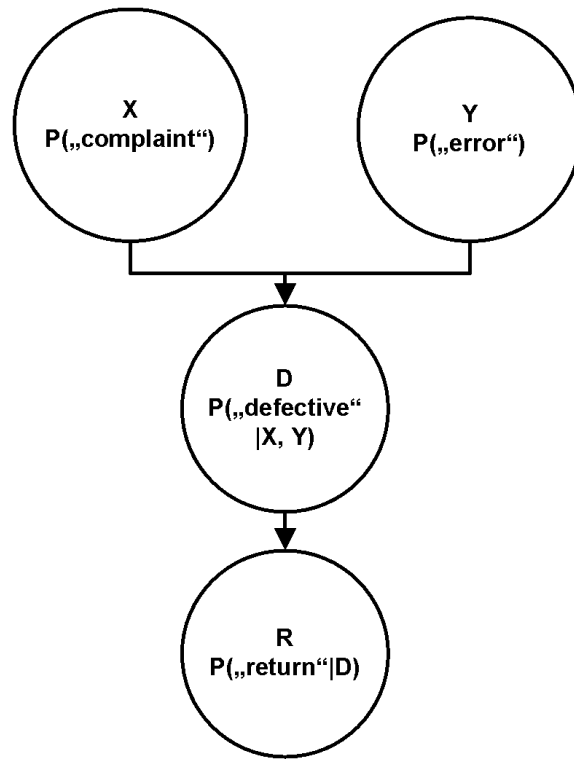 X
P(„complaint“)
Y
P(„error“)
D
P(„defective“
|X, Y)
R
P(„return“|D)